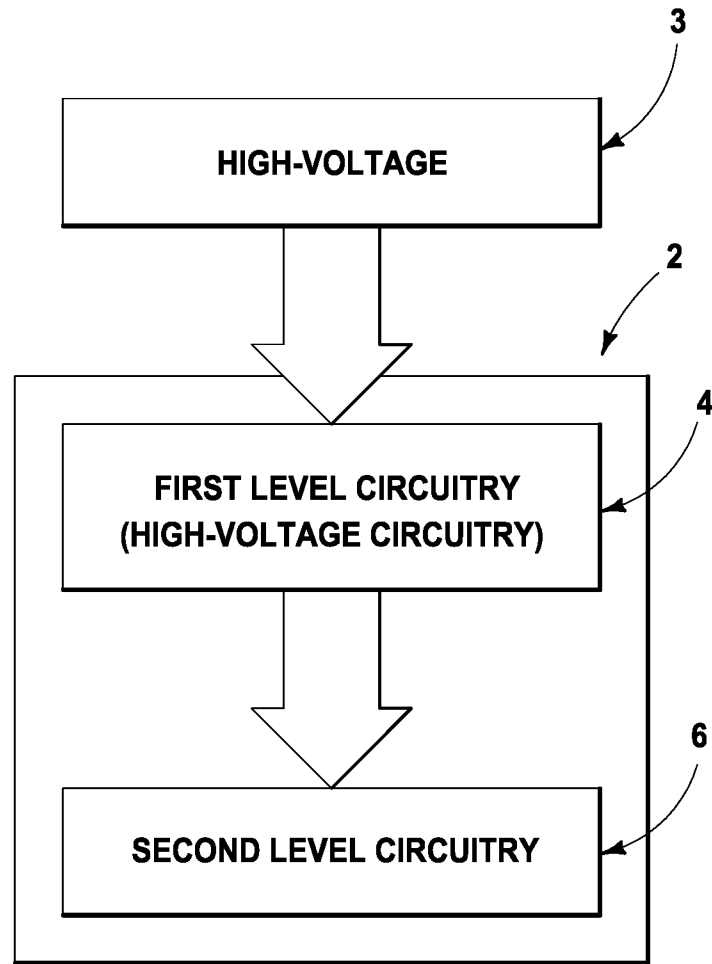 3
HIGH-VOLTAGE
2
4
FIRST LEVEL CIRCUITRY
(HIGH-VOLTAGE CIRCUITRY)
6
SECOND LEVEL CIRCUITRY